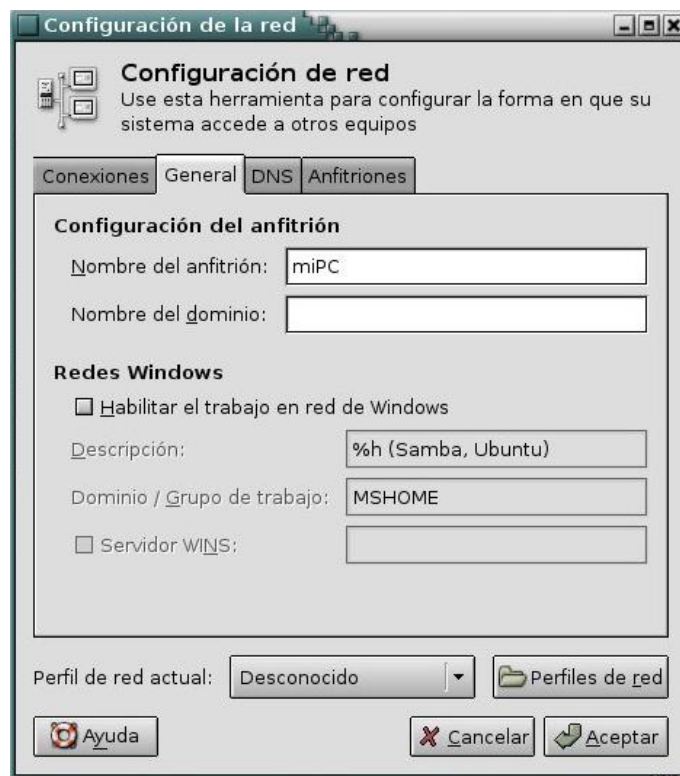 Configuración de la red
Configuración de red
Use esta herramienta para configurar la forma en que su
sistema accede a otros equipos
Conexiones General DNS Anfitriones
Configuración del anfitrión
Nombre del anfitrión: miPC
Nombre del dominio:
Redes Windows
Habilitar el trabajo en red de Windows
Descripción: %h (Samba, Ubuntu)
Dominio / Grupo de trabajo: MSHOME
Servidor WINS:
Perfil de red actual: Desconocido Perfiles de red
Ayuda Cancelar Aceptar